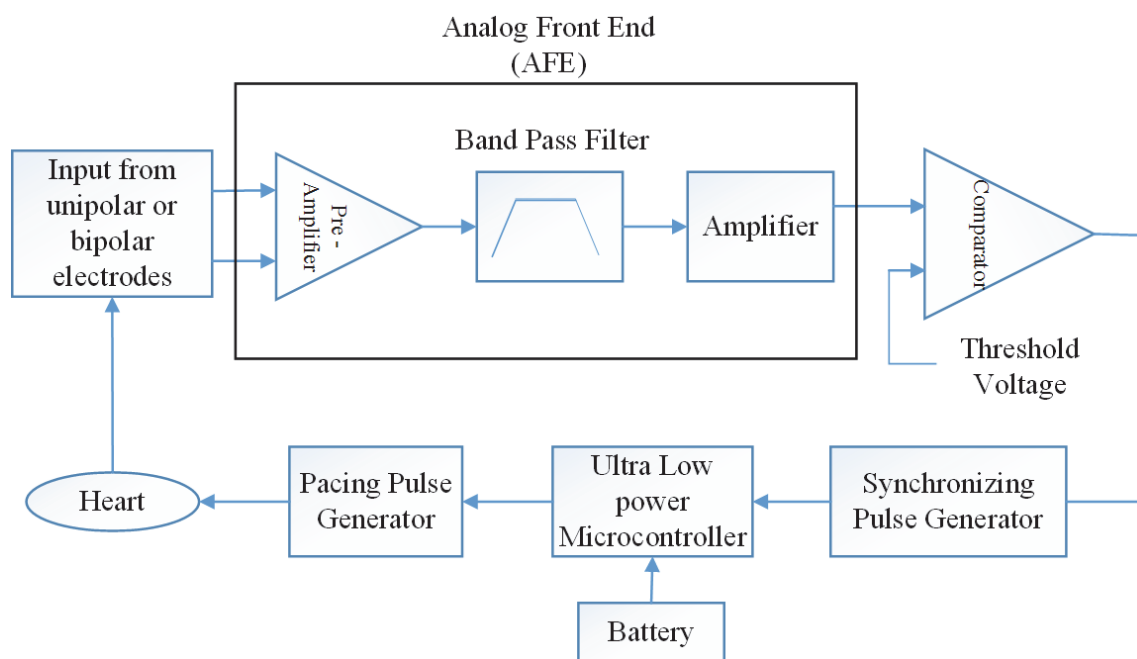 Analog Front End
(AFE)
Band Pass Filter
Input from
unipolar or
bipolar
electrodes
Pre -
Amplifier
Amplifier
Comparator
Threshold
Voltage
Heart
Pacing Pulse
Generator
Ultra Low
power
Microcontroller
Synchronizing
Pulse Generator
Battery